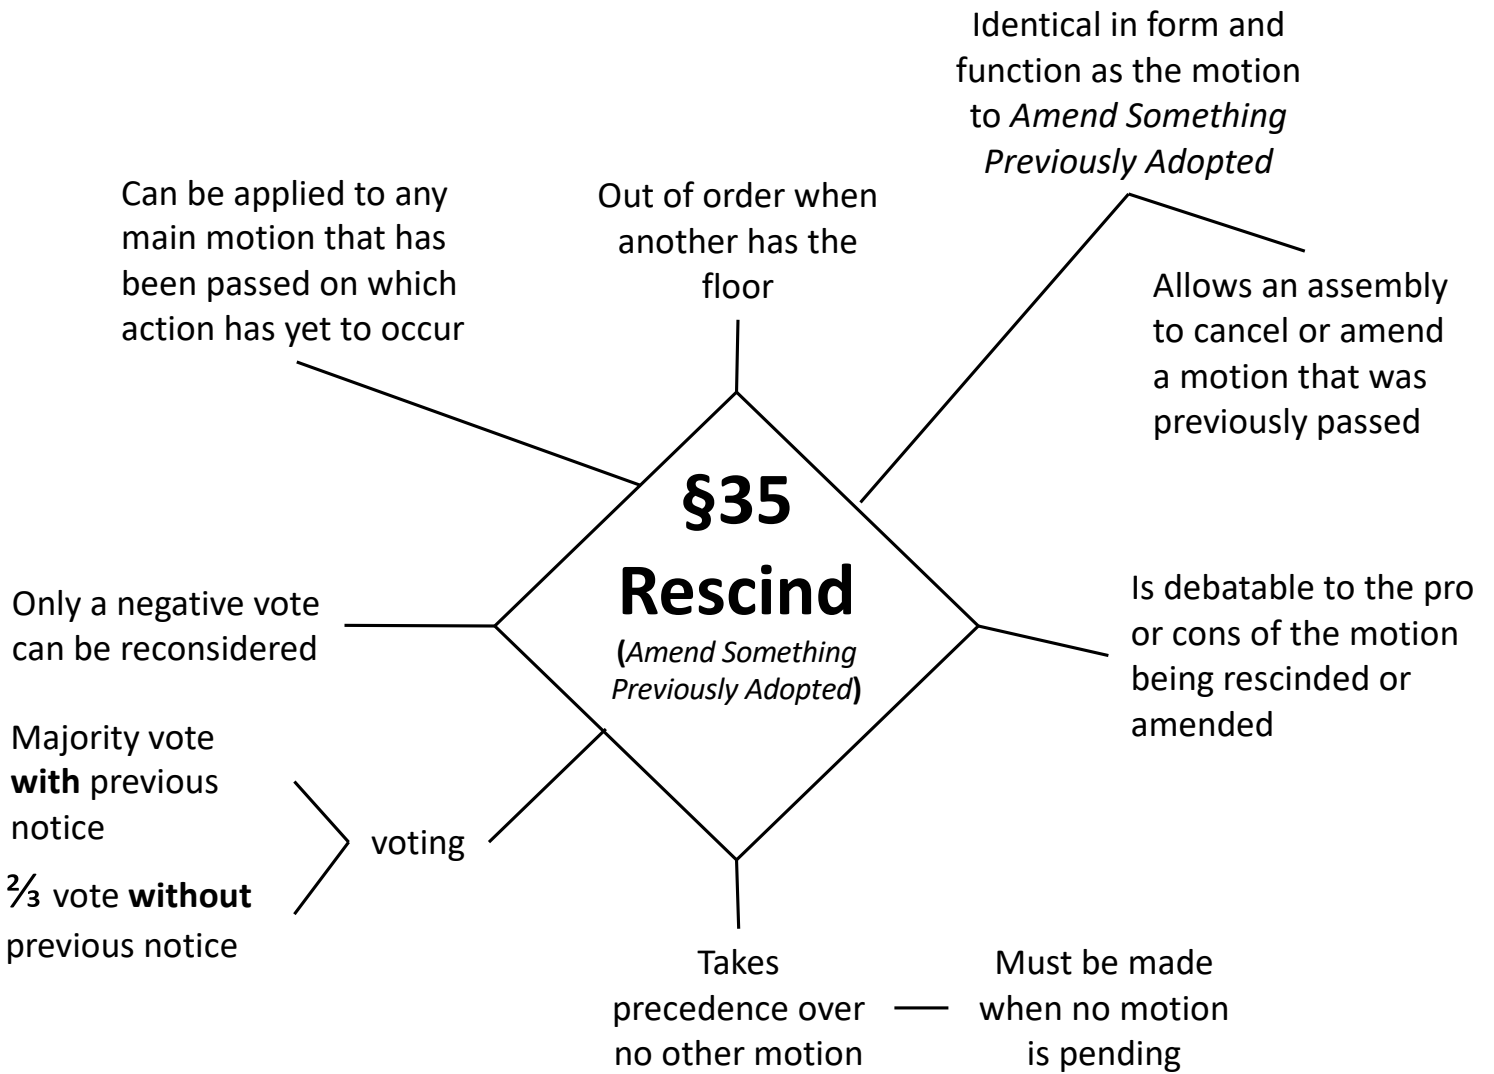 Identical in form and
function as the motion
to Amend Something
Previously Adopted
Can be applied to any
main motion that has
been passed on which
action has yet to occur
Out of order when
another has the
floor
Allows an assembly
to cancel or amend
a motion that was
previously passed
§35
Rescind
(Amend Something
Previously Adopted)
Only a negative vote
can be reconsidered
Is debatable to the pro
or cons of the motion
being rescinded or
amended
Majority vote
with previous
notice
voting
⅔ vote without
previous notice
Takes
precedence over
no other motion
Must be made
when no motion
is pending